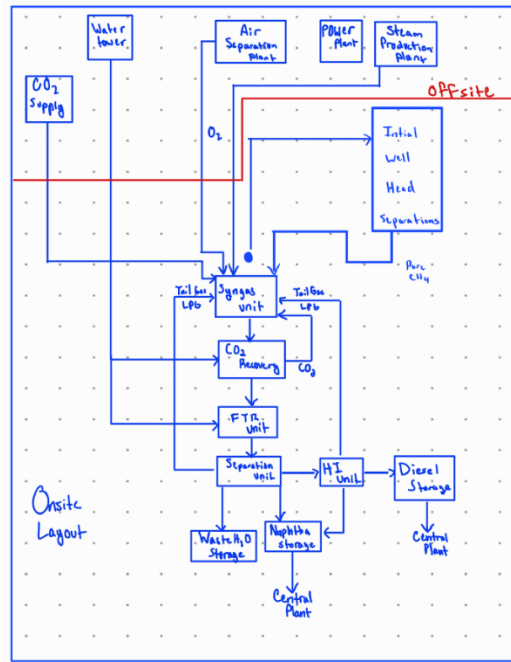 Water
tower
Air
Separation
Plant
Power
Plant
Steam
Production
Plant
CO2
Supply
Offsite
O2
Intial
Well
Head
Separations
Pure
CH4
Tail Gas
LPG
Syngas
Unit
Tail Gas
LPG
CO2
Recovery
CO2
FTR
Unit
Separation
Unit
HI
Unit
Diesel
Storage
Onsite
Layout
Waste H2O
Storage
Naphtha
Storage
Central
Plant
Central
Plant